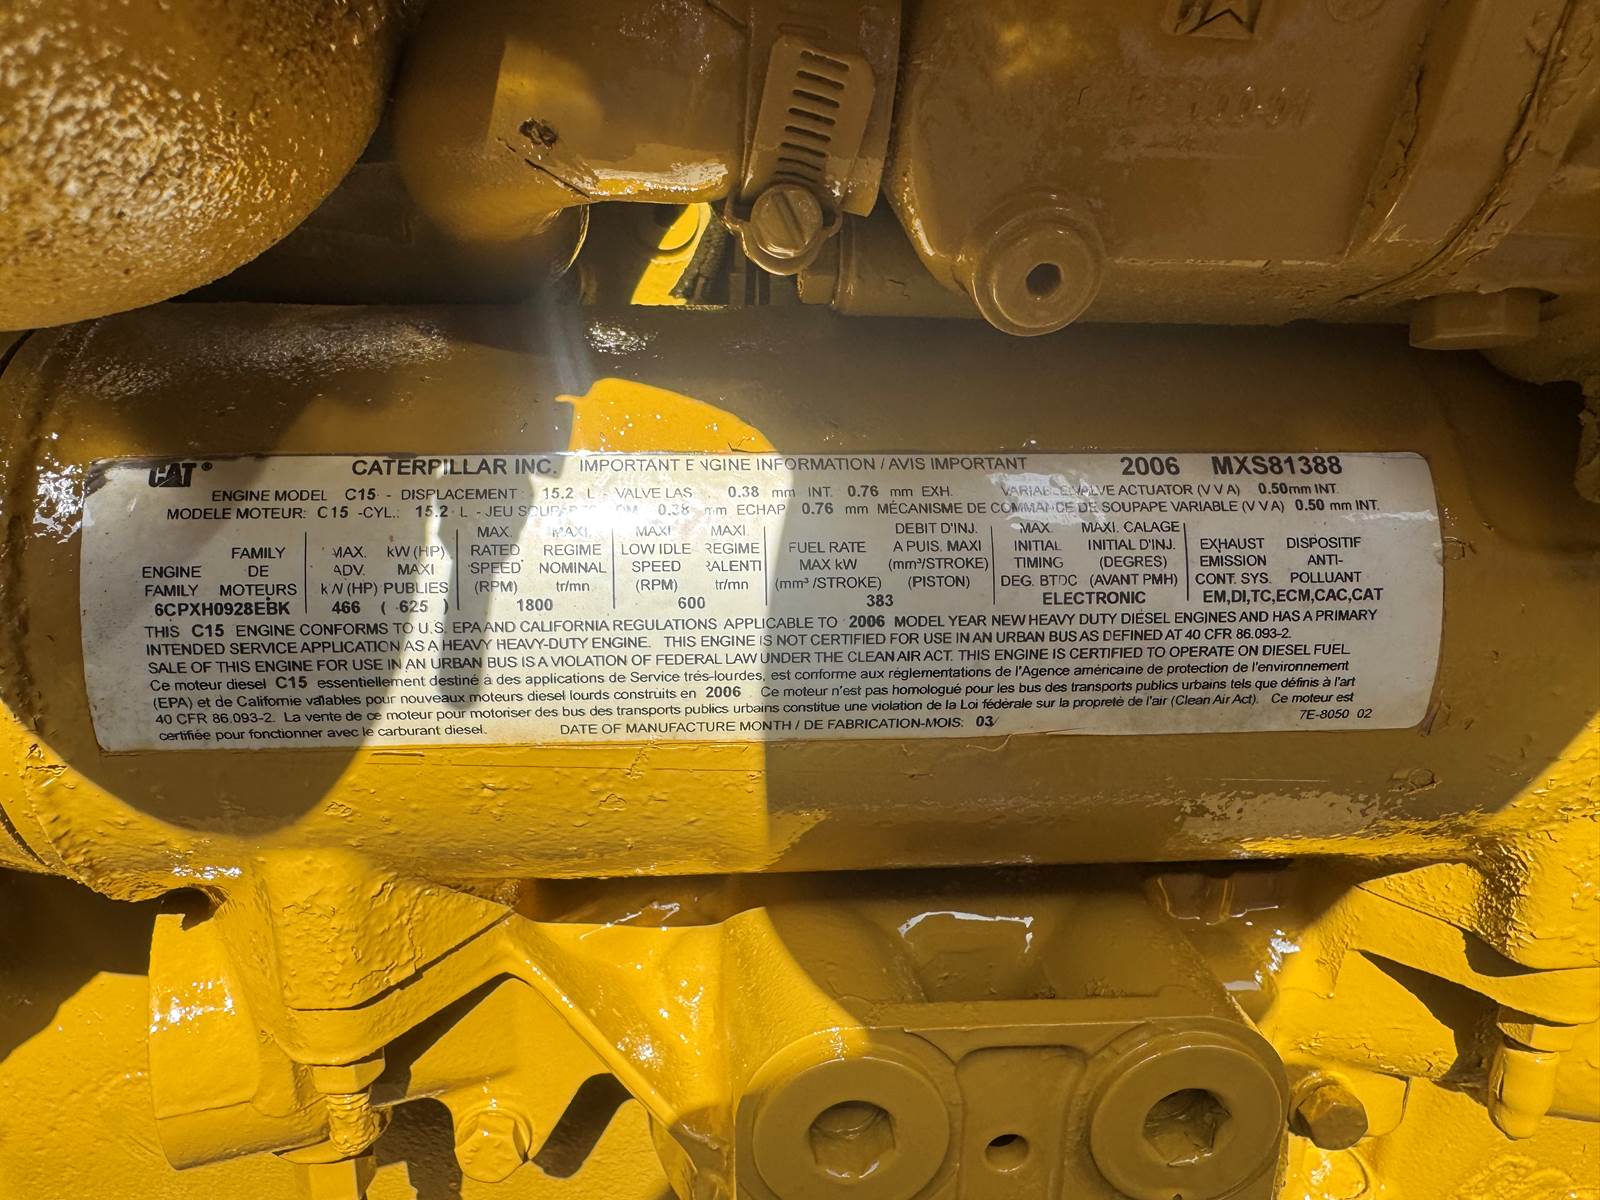 CAT® CATERPILLAR INC. IMPORTANT ENGINE INFORMATION / AVIS IMPORTANT 2006 MXS81388
ENGINE MODEL C15 - DISPLACEMENT 15.2 L - VALVE LAS 0.38 mm INT. 0.76 mm EXH. VARIABLE VALVE ACTUATOR (V V A) 0.50mm INT.
MODELE MOTEUR: C15 -CYL.: 15.2 L - JEU 0.38 mm ECHAP 0.76 mm MÉCANISME DE COMMANCE DE SOUPAPE VARIABLE (V V A) 0.50 mm INT.
MAX. MAXI. MAXI MAXI. DEBIT D'INJ. MAX. MAXI. CALAGE
FAMILY MAX. kW (HP) RATED REGIME LOW IDLE REGIME FUEL RATE A PUIS. MAXI INITIAL INITIAL D'INJ. EXHAUST DISPOSITIF
ENGINE DE ADV. MAXI SPEED NOMINAL SPEED RALENTI MAX kW (mm³/STROKE) TIMING (DEGRES) EMISSION ANTI-
FAMILY MOTEURS kW (HP) PUBLIES (RPM) tr/mn (RPM) tr/mn (mm³ /STROKE) (PISTON) DEG. BTDC (AVANT PMH) CONT. SYS. POLLUANT
6CPXH0928EBK 466 ( 625 ) 1800 600 383 ELECTRONIC EM,DI,TC,ECM,CAC,CAT
THIS C15 ENGINE CONFORMS TO U.S. EPA AND CALIFORNIA REGULATIONS APPLICABLE TO 2006 MODEL YEAR NEW HEAVY DUTY DIESEL ENGINES AND HAS A PRIMARY
INTENDED SERVICE APPLICATION AS A HEAVY HEAVY-DUTY ENGINE. THIS ENGINE IS NOT CERTIFIED FOR USE IN AN URBAN BUS AS DEFINED AT 40 CFR 86.093-2.
SALE OF THIS ENGINE FOR USE IN AN URBAN BUS IS A VIOLATION OF FEDERAL LAW UNDER THE CLEAN AIR ACT. THIS ENGINE IS CERTIFIED TO OPERATE ON DIESEL FUEL.
Ce moteur diesel C15 essentiellement destiné à des applications de Service trés-lourdes, est conforme aux réglementations de l'Agence américaine de protection de l'environnement
(EPA) et de Californie valables pour nouveaux moteurs diesel lourds construits en 2006 . Ce moteur n'est pas homologué pour les bus des transports publics urbains tels que définis à l'art
40 CFR 86.093-2. La vente de ce moteur pour motoriser des bus des transports publics urbains constitue une violation de la Loi fédérale sur la propreté de l'air (Clean Air Act). Ce moteur est
certifiée pour fonctionner avec le carburant diesel. DATE OF MANUFACTURE MONTH / DE FABRICATION-MOIS: 03/ 7E-8050 02